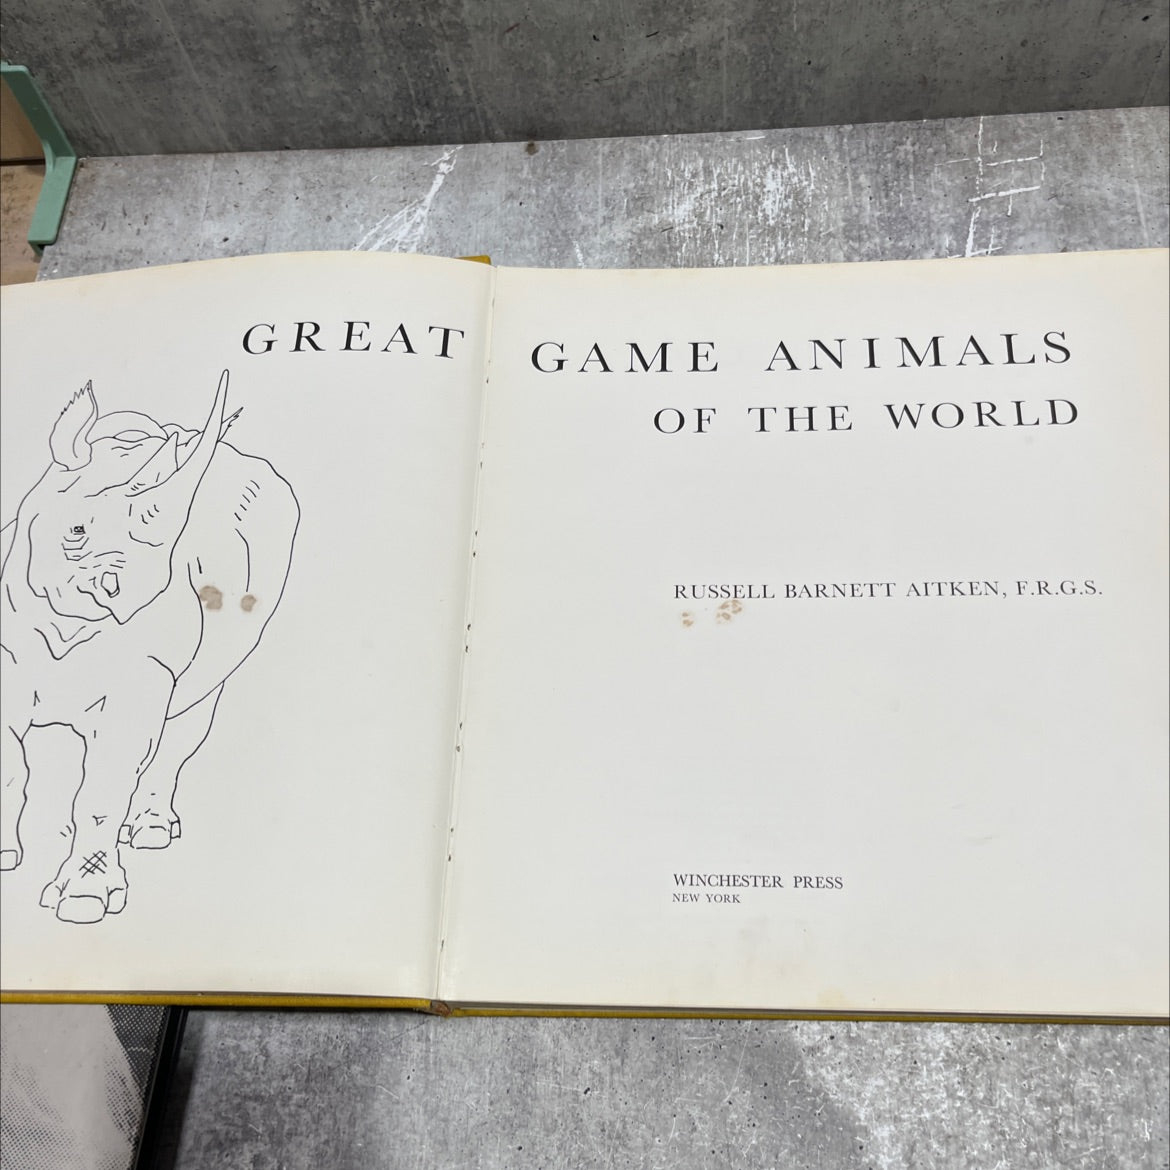 GREAT GAME ANIMALS
OF THE WORLD
RUSSELL BARNETT AITKEN, F.R.G.S.
WINCHESTER PRESS
NEW YORK